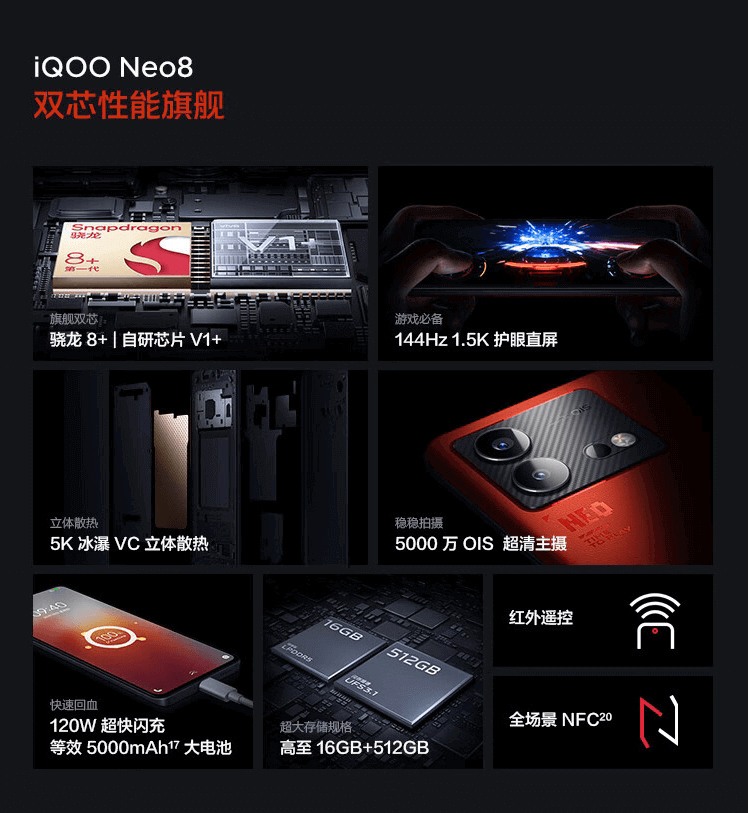 iQOO Neo8
双芯性能旗舰
Snapdragon
骁龙
8+
第一代
V1+
旗舰双芯
骁龙 8+ | 自研芯片 V1+
游戏必备
144Hz 1.5K 护眼直屏
立体散热
5K 冰瀑 VC 立体散热
OIS
NEO
稳稳拍摄
5000 万 OIS 超清主摄
09:40
100
快速回血
120W 超快闪充
等效 5000mAh¹⁷ 大电池
16GB
LPDDR5
512GB
UFS3.1
超大存储规格
高至 16GB+512GB
红外遥控
全场景 NFC²⁰